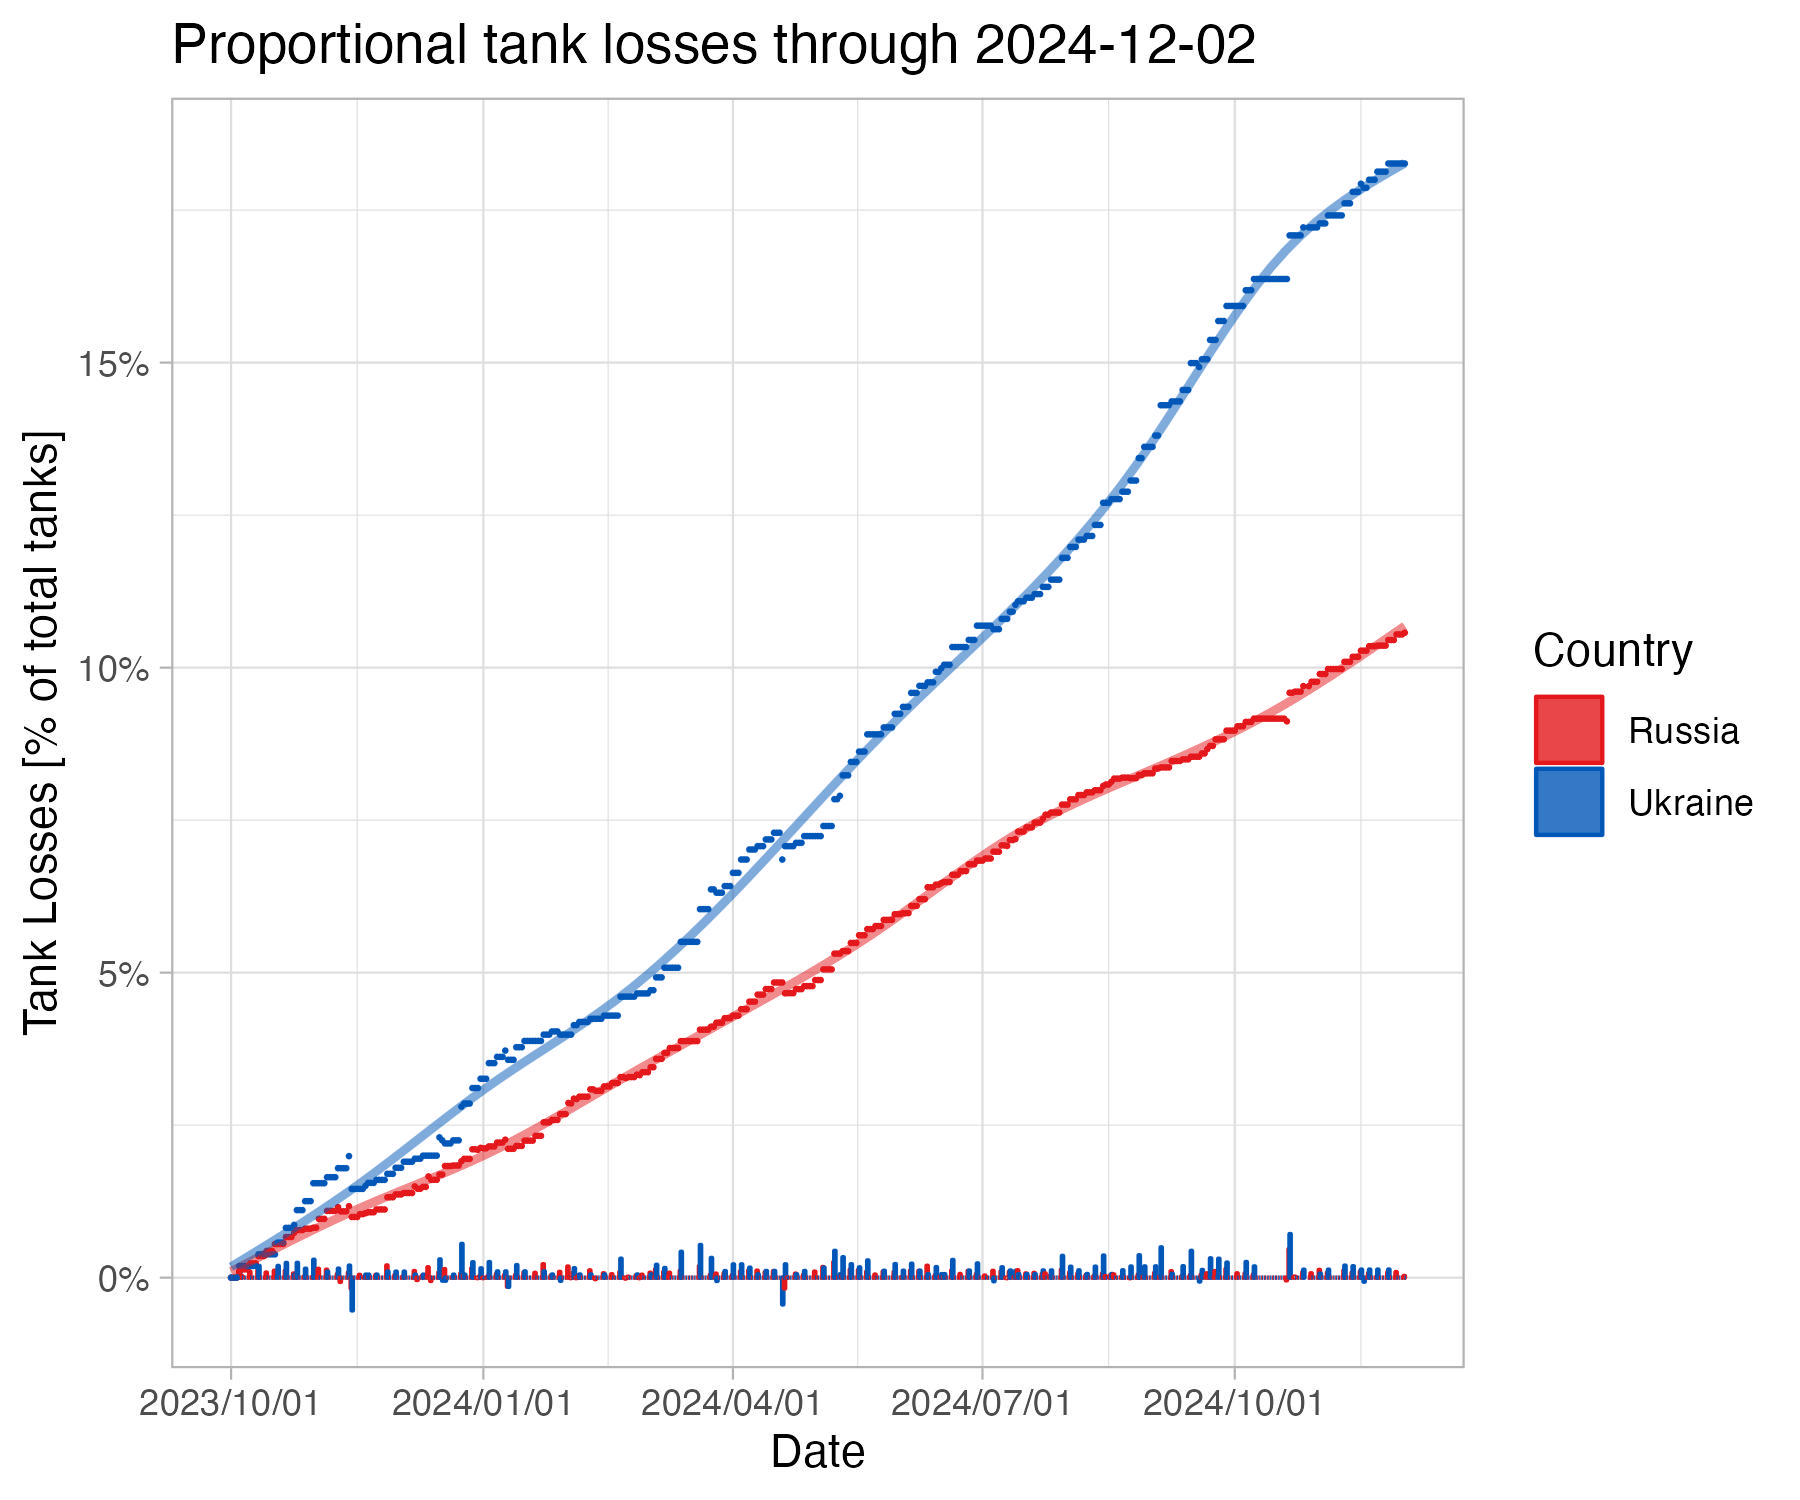 Proportional tank losses through 2024-12-02
Tank Losses [% of total tanks]
15%
10%
5%
0%
2023/10/01
2024/01/01
2024/04/01
2024/07/01
2024/10/01
Date
Country
Russia
Ukraine